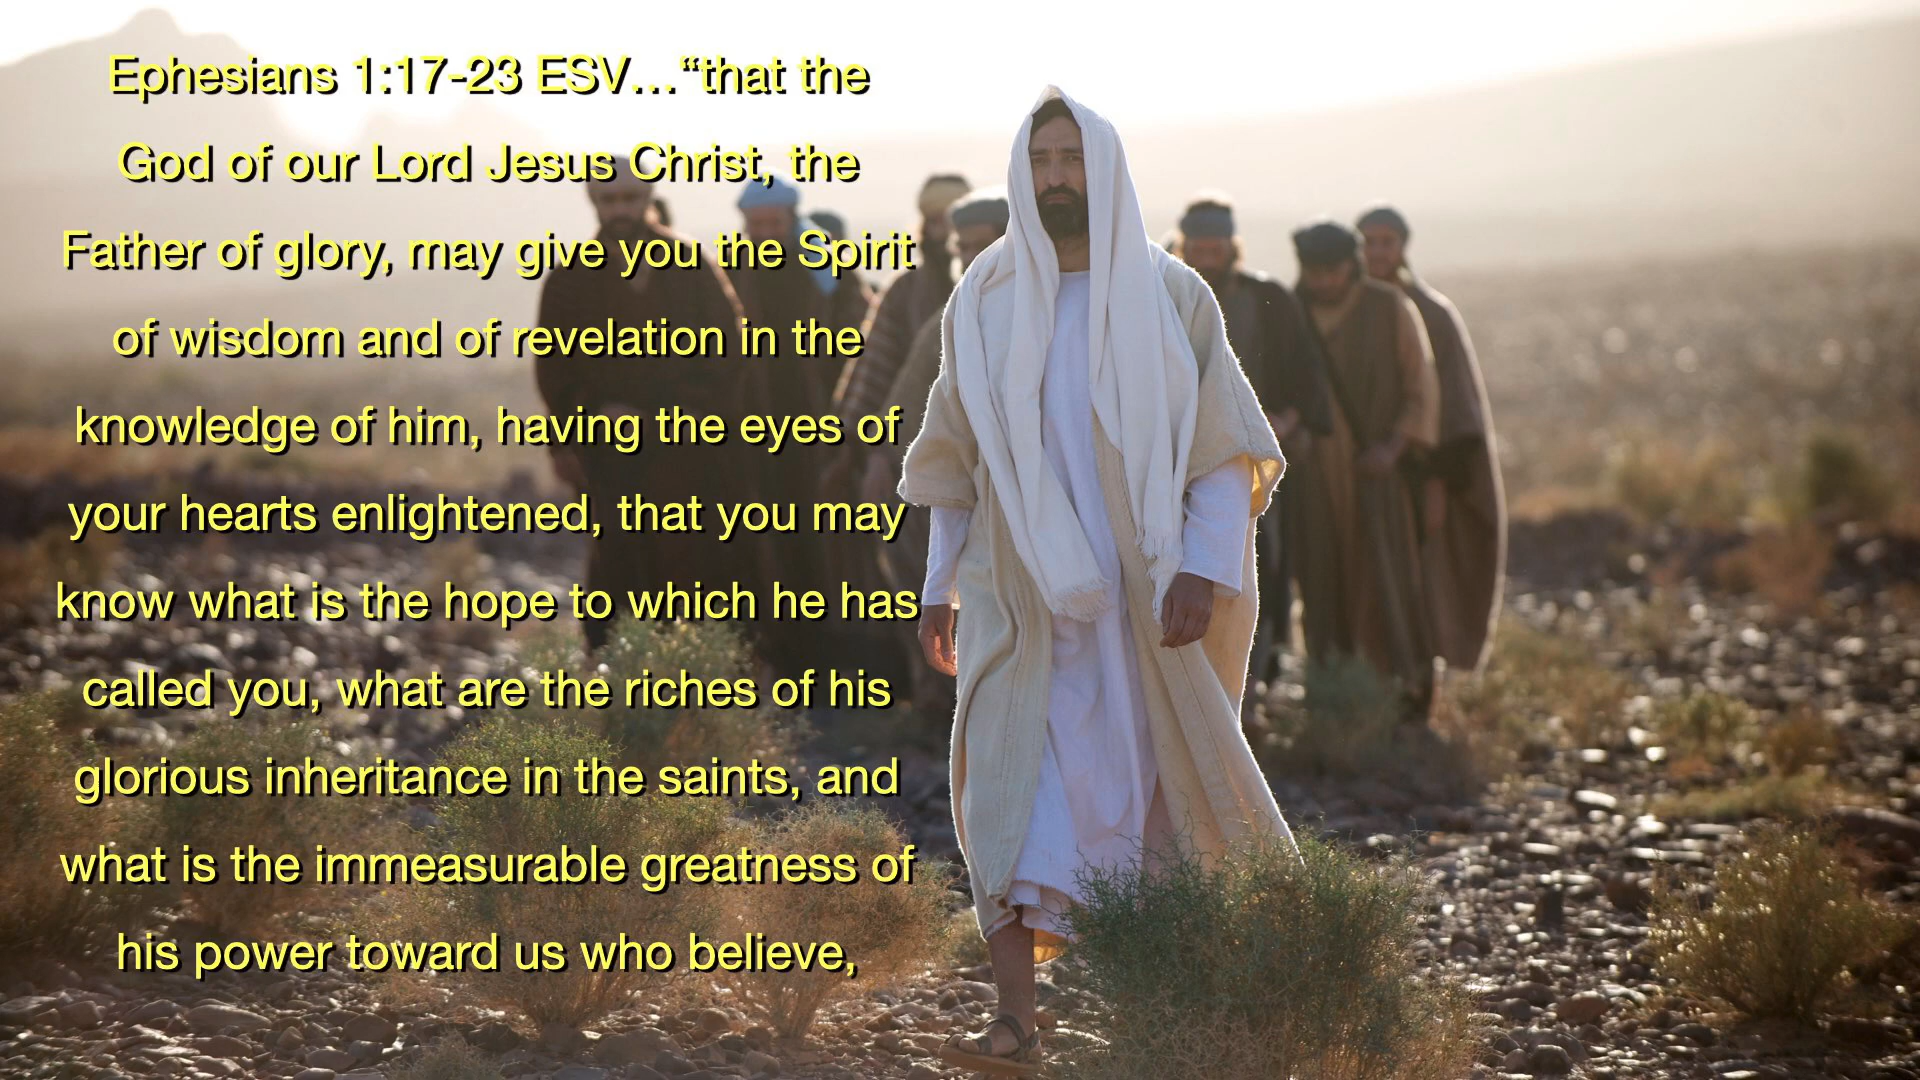 Ephesians 1:17-23 ESV…“that the
God of our Lord Jesus Christ, the
Father of glory, may give you the Spirit
of wisdom and of revelation in the
knowledge of him, having the eyes of
your hearts enlightened, that you may
know what is the hope to which he has
called you, what are the riches of his
glorious inheritance in the saints, and
what is the immeasurable greatness of
his power toward us who believe,